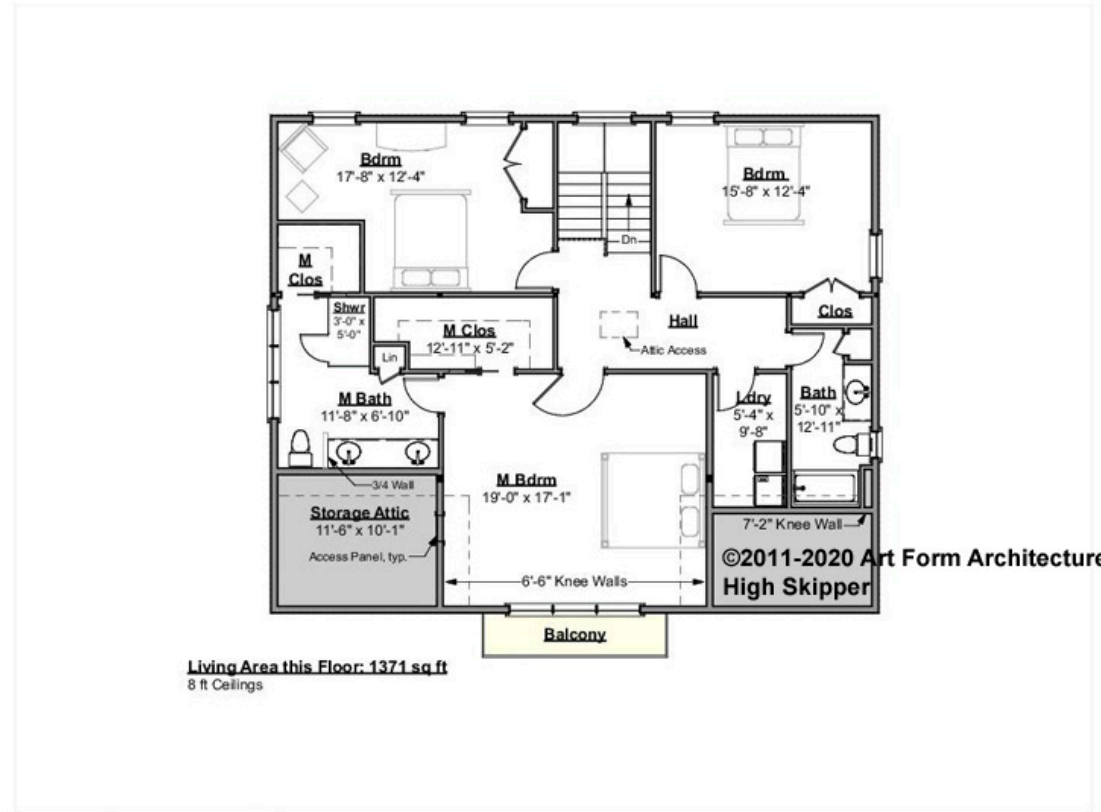 Bdrm
17'-8" x 12'-4"
Bdrm
15'-8" x 12'-4"
Dn
M
Clos
Shwr
3'-0" x
5'-0"
M Clos
12'-11" x 5'-2"
Hall
Clos
Attic Access
Lin
M Bath
11'-8" x 6'-10"
Ldry
5'-4" x
9'-8"
Bath
5'-10" x
12'-11"
3/4 Wall
M Bdrm
19'-0" x 17'-1"
Storage Attic
11'-6" x 10'-1"
Access Panel, typ.
7'-2" Knee Wall
©2011-2020 Art Form Architecture
High Skipper
6'-6" Knee Walls
Balcony
Living Area this Floor: 1371 sq ft
8 ft Ceilings